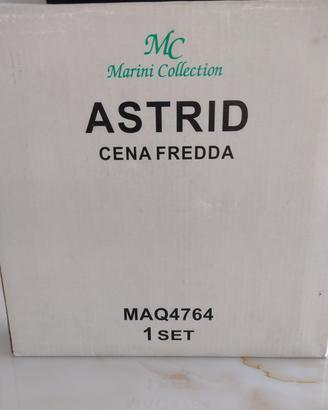 MC
Marini Collection
ASTRID
CENA FREDDA
MAQ4764
1 SET